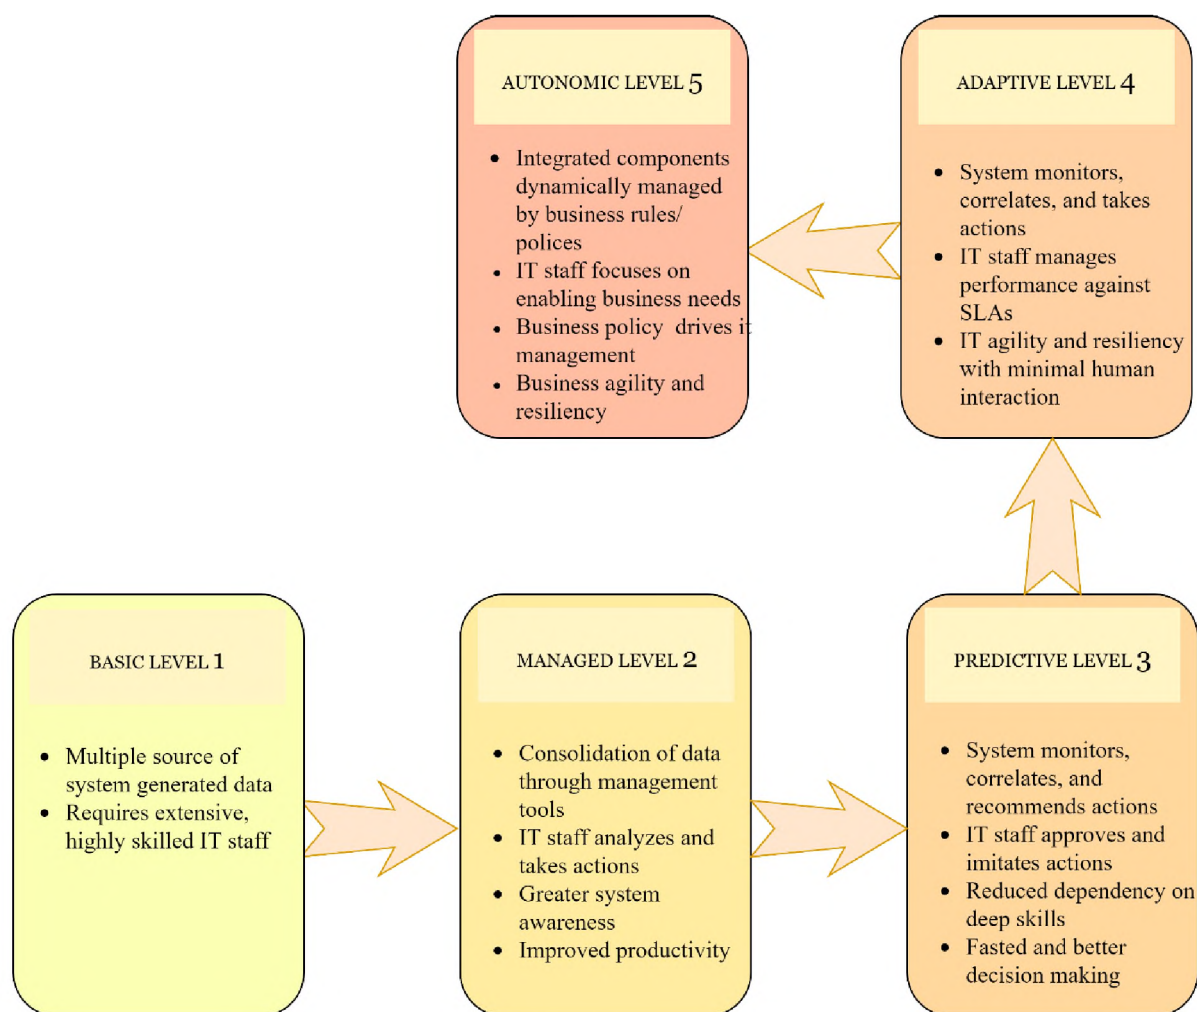 AUTONOMIC LEVEL 5
• Integrated components
dynamically managed
by business rules/
polices
• IT staff focuses on
enabling business needs
• Business policy drives it
management
• Business agility and
resiliency
ADAPTIVE LEVEL 4
• System monitors,
correlates, and takes
actions
• IT staff manages
performance against
SLAs
• IT agility and resiliency
with minimal human
interaction
BASIC LEVEL 1
• Multiple source of
system generated data
• Requires extensive,
highly skilled IT staff
MANAGED LEVEL 2
• Consolidation of data
through management
tools
• IT staff analyzes and
takes actions
• Greater system
awareness
• Improved productivity
PREDICTIVE LEVEL 3
• System monitors,
correlates, and
recommends actions
• IT staff approves and
imitates actions
• Reduced dependency on
deep skills
• Fasted and better
decision making